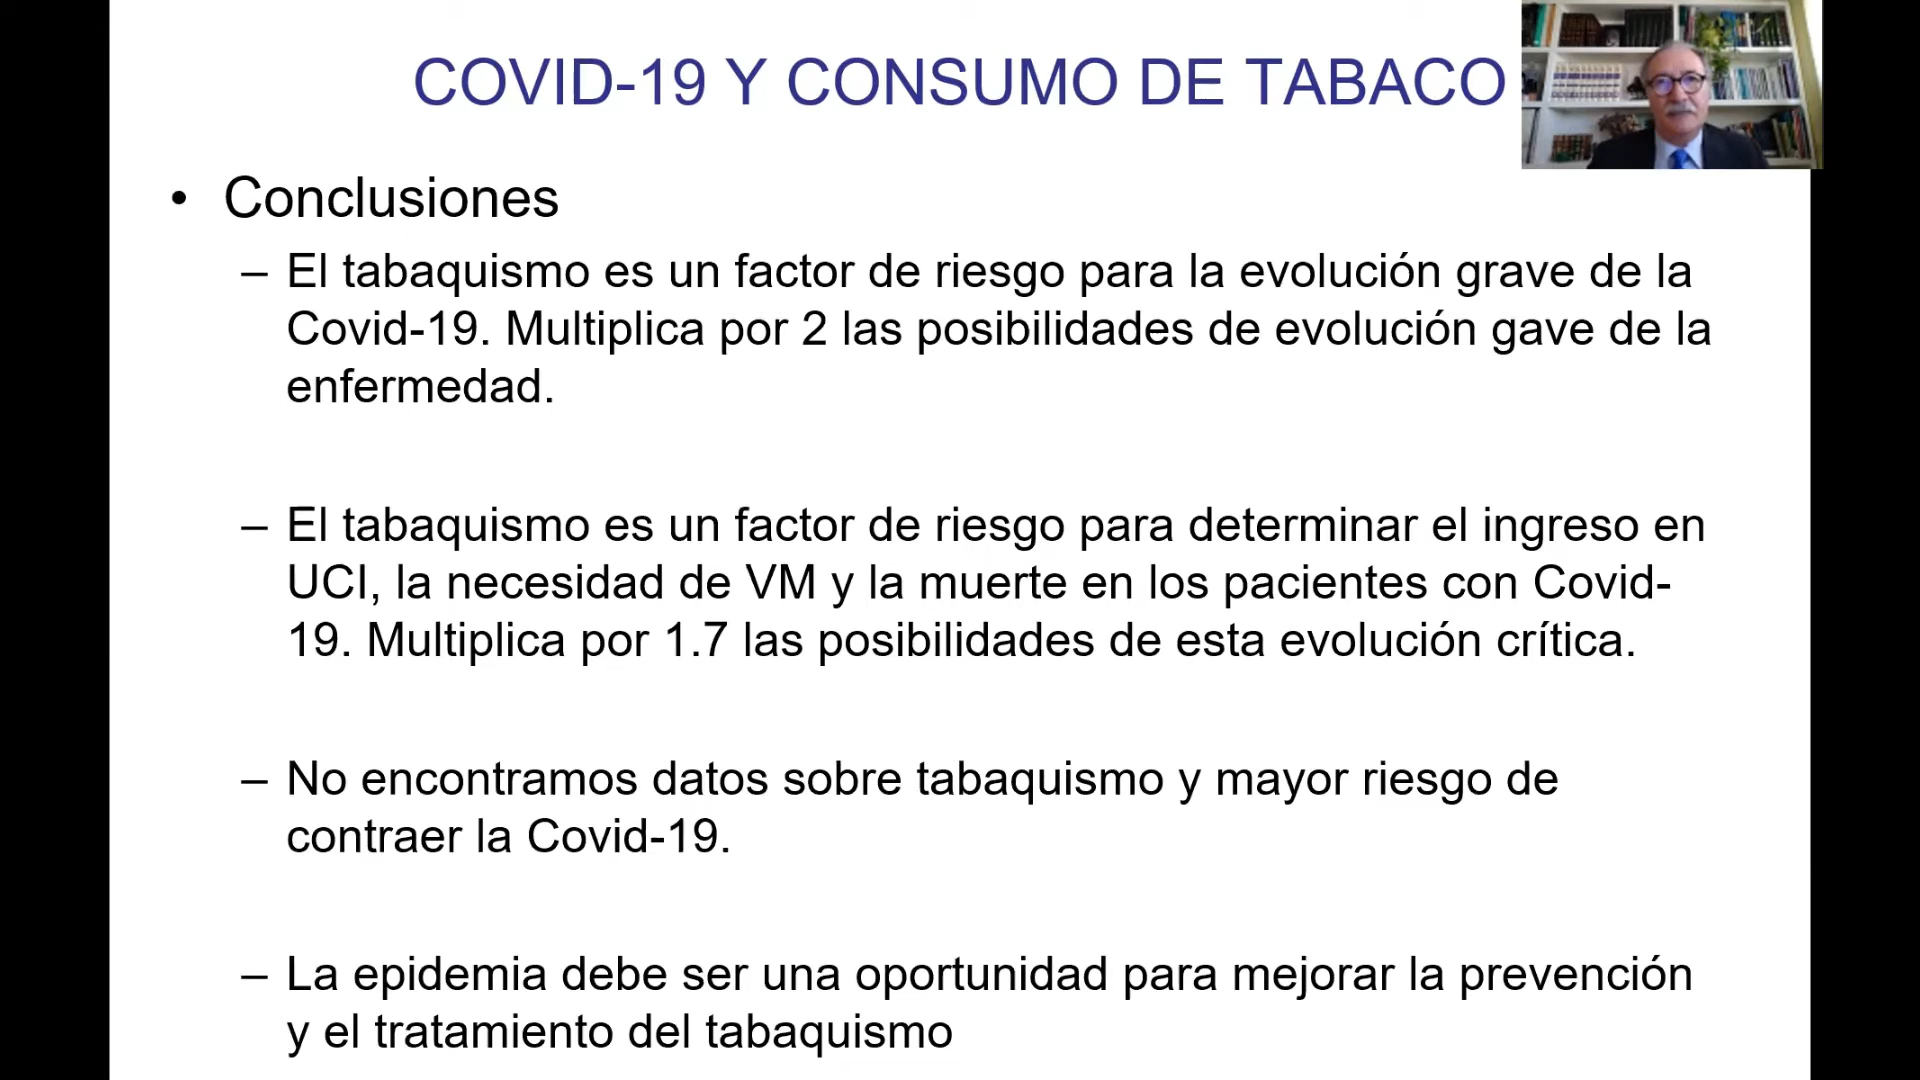 COVID-19 Y CONSUMO DE TABACO
• Conclusiones
– El tabaquismo es un factor de riesgo para la evolución grave de la
Covid-19. Multiplica por 2 las posibilidades de evolución gave de la
enfermedad.
– El tabaquismo es un factor de riesgo para determinar el ingreso en
UCI, la necesidad de VM y la muerte en los pacientes con Covid-
19. Multiplica por 1.7 las posibilidades de esta evolución crítica.
– No encontramos datos sobre tabaquismo y mayor riesgo de
contraer la Covid-19.
– La epidemia debe ser una oportunidad para mejorar la prevención
y el tratamiento del tabaquismo